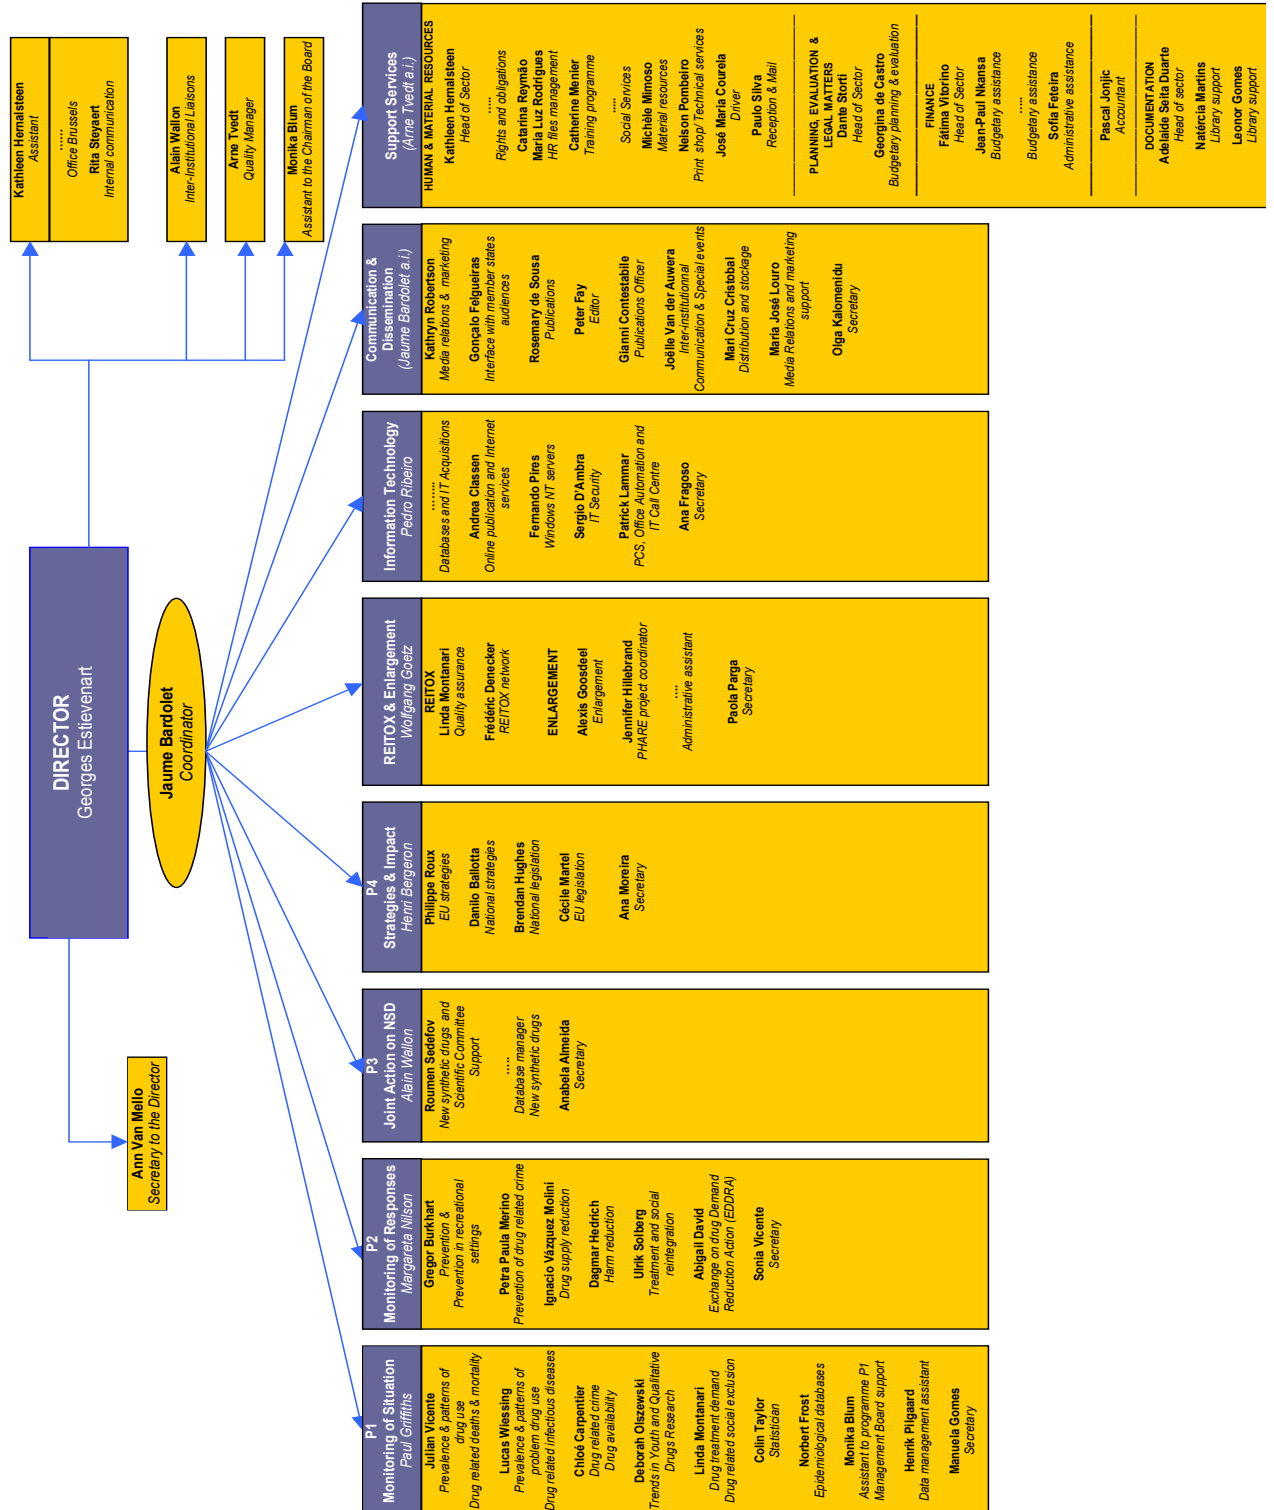 DIRECTOR
Georges Estievenart
Jaume Bardolet
Coordinator
Ann Van Mello
Secretary to the Director
Kathleen Hernalsteen
Assistant
.....
Office Brussels
Rita Steyaert
Internal communication
Alain Wallon
Inter-Institutional Liaisons
Arne Tvedt
Quality Manager
Monika Blum
Assistant to the Chairman of the Board
P1
Monitoring of Situation
Paul Griffiths
Julian Vicente
Prevalence & patterns of
drug use
Drug related deaths & mortality
Lucas Wiessing
Prevalence & patterns of
problem drug use
Drug related infectious diseases
Chloé Carpentier
Drug related crime
Drug availability
Deborah Olszewski
Trends in Youth and Qualitative
Drugs Research
Linda Montanari
Drug treatment demand
Drug related social exclusion
Colin Taylor
Statistician
Norbert Frost
Epidemiological databases
Monika Blum
Assistant to programme P1
Management Board support
Henrik Pilgaard
Data management assistant
Manuela Gomes
Secretary
P2
Monitoring of Responses
Margareta Nilson
Gregor Burkhart
Prevention &
Prevention in recreational
settings
Petra Paula Merino
Prevention of drug related crime
Ignacio Vázquez Molini
Drug supply reduction
Dagmar Hedrich
Harm reduction
Ulrik Solberg
Treatment and social
reintegration
Abigail David
Exchange on drug Demand
Reduction Action (EDDRA)
Sonia Vicente
Secretary
P3
Joint Action on NSD
Alain Wallon
Roumen Sedefov
New synthetic drugs and
Scientific Committee
Support
.....
Database manager
New synthetic drugs
Anabela Almeida
Secretary
P4
Strategies & Impact
Henri Bergeron
Philippe Roux
EU strategies
Danilo Ballotta
National strategies
Brendan Hughes
National legislation
Cécile Martel
EU legislation
Ana Moreira
Secretary
REITOX & Enlargement
Wolfgang Goetz
REITOX
Linda Montanari
Quality assurance
Frédéric Denecker
REITOX network
ENLARGEMENT
Alexis Goosdeel
Enlargement
Jennifer Hillebrand
PHARE project coordinator
....
Administrative assistant
Paola Parga
Secretary
Information Technology
Pedro Ribeiro
.........
Databases and IT Acquisitions
Andrea Classen
Online publication and Internet
services
Fernando Pires
Windows NT servers
Sergio D'Ambra
IT Security
Patrick Lammar
PCS, Office Automation and
IT Call Centre
Ana Fragoso
Secretary
Communication &
Dissemination
(Jaume Bardolet a.i.)
Kathryn Robertson
Media relations & marketing
Gonçalo Felgueiras
Interface with member states
audiences
Rosemary de Sousa
Publications
Peter Fay
Editor
Gianni Contestabile
Publications Officer
Joëlle Van der Auwera
Inter-institutionnal
Communication & Special events
Mari Cruz Cristobal
Distribution and stockage
Maria José Louro
Media Relations and marketing
support
Olga Kalomenidu
Secretary
Support Services
(Arne Tvedt a.i.)
HUMAN & MATERIAL RESOURCES
Kathleen Hernalsteen
Head of Sector
.....
Rights and obligations
Catarina Reymão
Maria Luz Rodrigues
HR files management
Catherine Menier
Training programme
.....
Social Services
Michèle Mimoso
Material resources
Nelson Pombeiro
Print shop/ Technical services
José Maria Courela
Driver
Paulo Silva
Reception & Mail
PLANNING, EVALUATION &
LEGAL MATTERS
Dante Storti
Head of Sector
Georgina de Castro
Budgetary planning & evaluation
FINANCE
Fátima Vitorino
Head of Sector
Jean-Paul Nkansa
Budgetary assistance
.....
Budgetary assistance
Sofia Feteira
Administrative assistance
Pascal Jonjic
Accountant
DOCUMENTATION
Adelaide Seita Duarte
Head of sector
Natércia Martins
Library support
Leonor Gomes
Library support